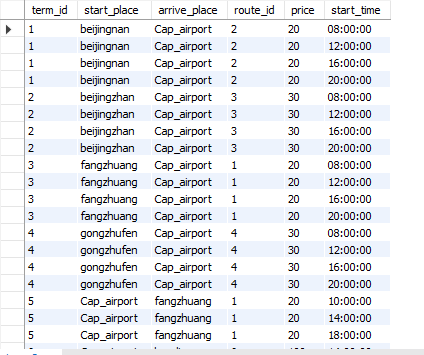 term_id start_place arrive_place route_id price start_time
1 beijingnan Cap_airport 2 20 08:00:00
1 beijingnan Cap_airport 2 20 12:00:00
1 beijingnan Cap_airport 2 20 16:00:00
1 beijingnan Cap_airport 2 20 20:00:00
2 beijingzhan Cap_airport 3 30 08:00:00
2 beijingzhan Cap_airport 3 30 12:00:00
2 beijingzhan Cap_airport 3 30 16:00:00
2 beijingzhan Cap_airport 3 30 20:00:00
3 fangzhuang Cap_airport 1 20 08:00:00
3 fangzhuang Cap_airport 1 20 12:00:00
3 fangzhuang Cap_airport 1 20 16:00:00
3 fangzhuang Cap_airport 1 20 20:00:00
4 gongzhufen Cap_airport 4 30 08:00:00
4 gongzhufen Cap_airport 4 30 12:00:00
4 gongzhufen Cap_airport 4 30 16:00:00
4 gongzhufen Cap_airport 4 30 20:00:00
5 Cap_airport fangzhuang 1 20 10:00:00
5 Cap_airport fangzhuang 1 20 14:00:00
5 Cap_airport fangzhuang 1 20 18:00:00